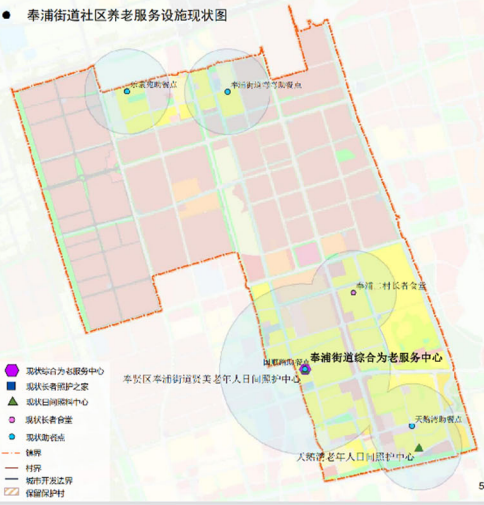 奉浦街道社区养老服务设施现状图
奉浦二村长者食堂
奉浦街道综合为老服务中心
奉贤区奉浦街道贤美老年人日间照护中心
天鹅湾助餐点
天鹅湾老年人日间照护中心
现状综合为老服务中心
现状长者照护之家
现状日间照料中心
现状长者食堂
现状助餐点
镇界
村界
城市开发边界
保留保护村
5